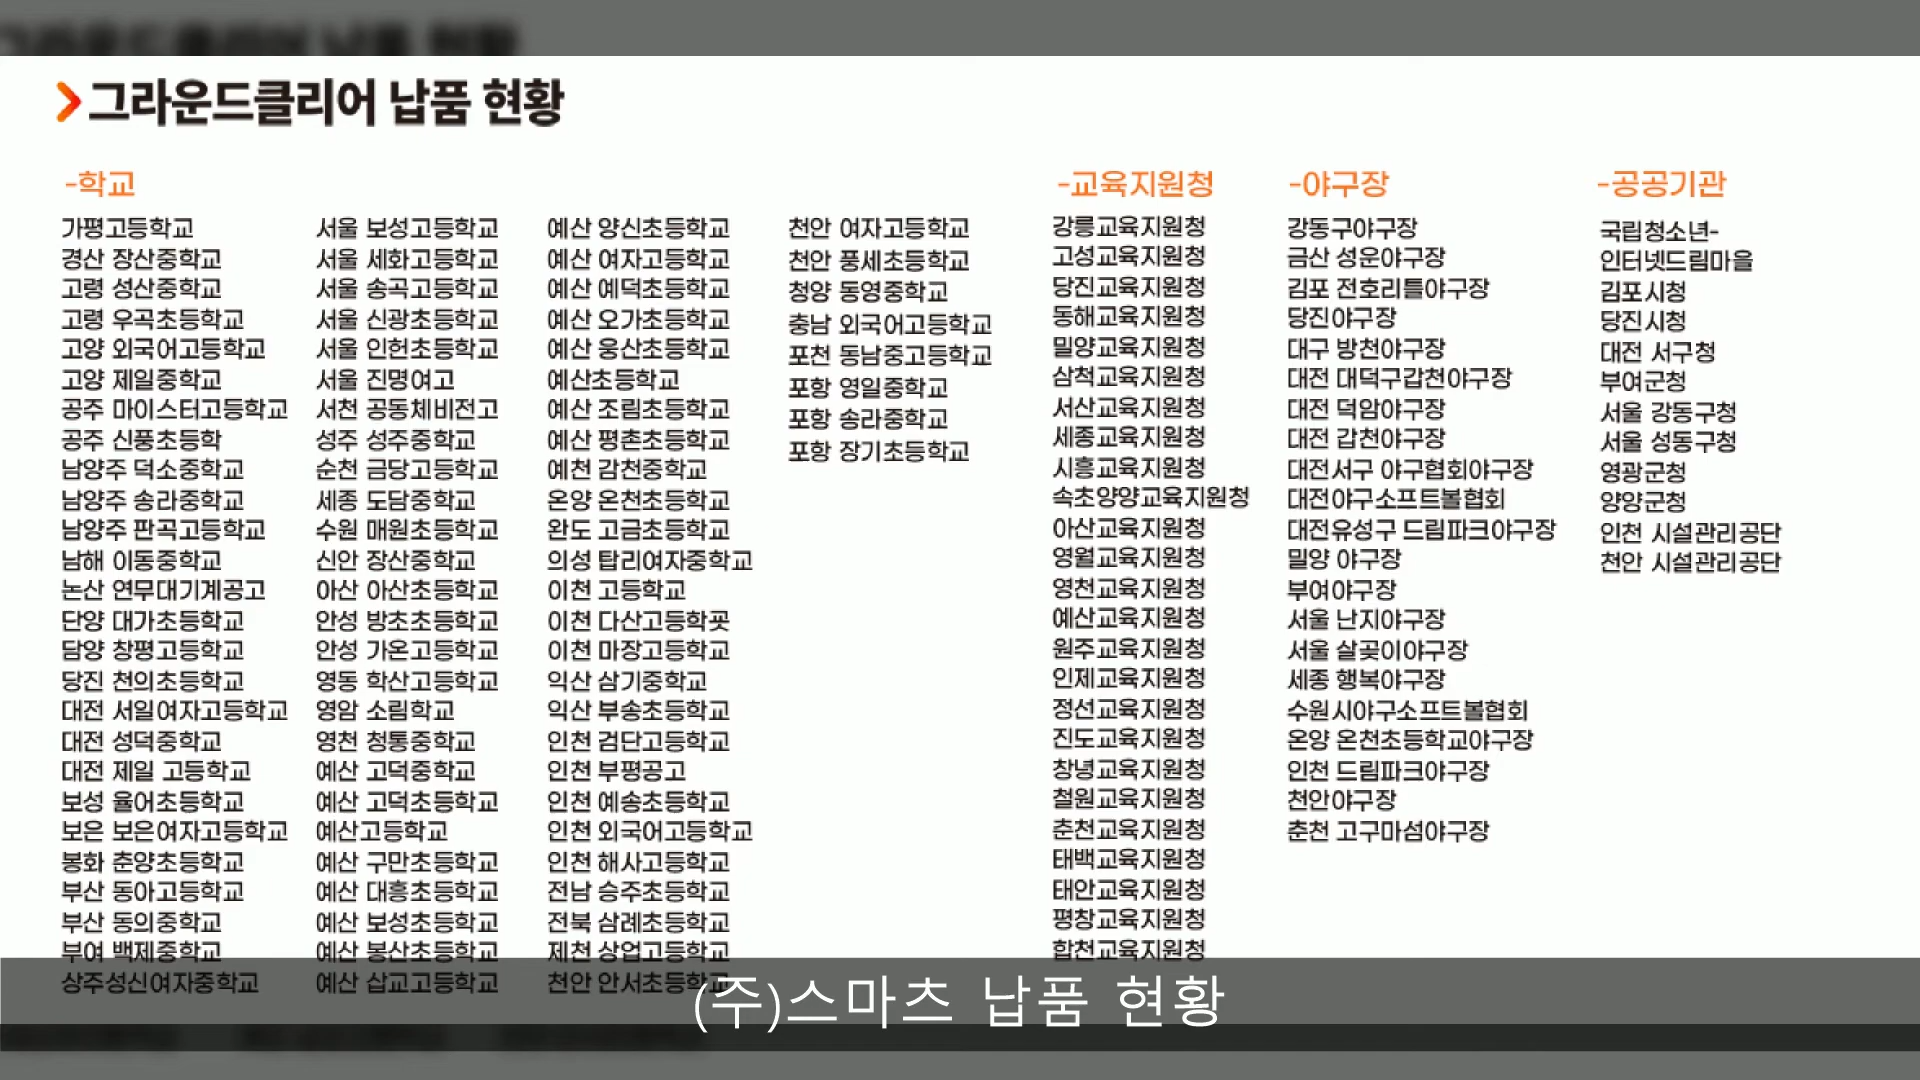 그라운드클리어 납품 현황
-학교
가평고등학교
경산 장산중학교
고령 성산중학교
고령 우곡초등학교
고양 외국어고등학교
고양 제일중학교
공주 마이스터고등학교
공주 신풍초등학
남양주 덕소중학교
남양주 송라중학교
남양주 판곡고등학교
남해 이동중학교
논산 연무대기계공고
단양 대가초등학교
담양 창평고등학교
당진 천의초등학교
대전 서일여자고등학교
대전 성덕중학교
대전 제일 고등학교
보성 율어초등학교
보은 보은여자고등학교
봉화 춘양초등학교
부산 동아고등학교
부산 동의중학교
부여 백제중학교
상주성신여자중학교
서울 보성고등학교
서울 세화고등학교
서울 송곡고등학교
서울 신광초등학교
서울 인헌초등학교
서울 진명여고
서천 공동체비전고
성주 성주중학교
순천 금당고등학교
세종 도담중학교
수원 매원초등학교
신안 장산중학교
아산 아산초등학교
안성 방초초등학교
안성 가온고등학교
영동 학산고등학교
영암 소림학교
영천 청통중학교
예산 고덕중학교
예산 고덕초등학교
예산고등학교
예산 구만초등학교
예산 대흥초등학교
예산 보성초등학교
예산 봉산초등학교
예산 삽교고등학교
예산 양신초등학교
예산 여자고등학교
예산 예덕초등학교
예산 오가초등학교
예산 웅산초등학교
예산초등학교
예산 조림초등학교
예산 평촌초등학교
예천 감천중학교
온양 온천초등학교
완도 고금초등학교
의성 탑리여자중학교
이천 고등학교
이천 다산고등학굣
이천 마장고등학교
익산 삼기중학교
익산 부송초등학교
인천 검단고등학교
인천 부평공고
인천 예송초등학교
인천 외국어고등학교
인천 해사고등학교
전남 승주초등학교
전북 삼례초등학교
제천 상업고등학교
천안 안서초등학교
천안 여자고등학교
천안 풍세초등학교
청양 동영중학교
충남 외국어고등학교
포천 동남중고등학교
포항 영일중학교
포항 송라중학교
포항 장기초등학교
-교육지원청
강릉교육지원청
고성교육지원청
당진교육지원청
동해교육지원청
밀양교육지원청
삼척교육지원청
서산교육지원청
세종교육지원청
시흥교육지원청
속초양양교육지원청
아산교육지원청
영월교육지원청
영천교육지원청
예산교육지원청
원주교육지원청
인제교육지원청
정선교육지원청
진도교육지원청
창녕교육지원청
철원교육지원청
춘천교육지원청
태백교육지원청
태안교육지원청
평창교육지원청
합천교육지원청
-야구장
강동구야구장
금산 성운야구장
김포 전호리틀야구장
당진야구장
대구 방천야구장
대전 대덕구갑천야구장
대전 덕암야구장
대전 갑천야구장
대전서구 야구협회야구장
대전야구소프트볼협회
대전유성구 드림파크야구장
밀양 야구장
부여야구장
서울 난지야구장
서울 살곶이야구장
세종 행복야구장
수원시야구소프트볼협회
온양 온천초등학교야구장
인천 드림파크야구장
천안야구장
춘천 고구마섬야구장
-공공기관
국립청소년-
인터넷드림마을
김포시청
당진시청
대전 서구청
부여군청
서울 강동구청
서울 성동구청
영광군청
양양군청
인천 시설관리공단
천안 시설관리공단
(주)스마츠 납품 현황